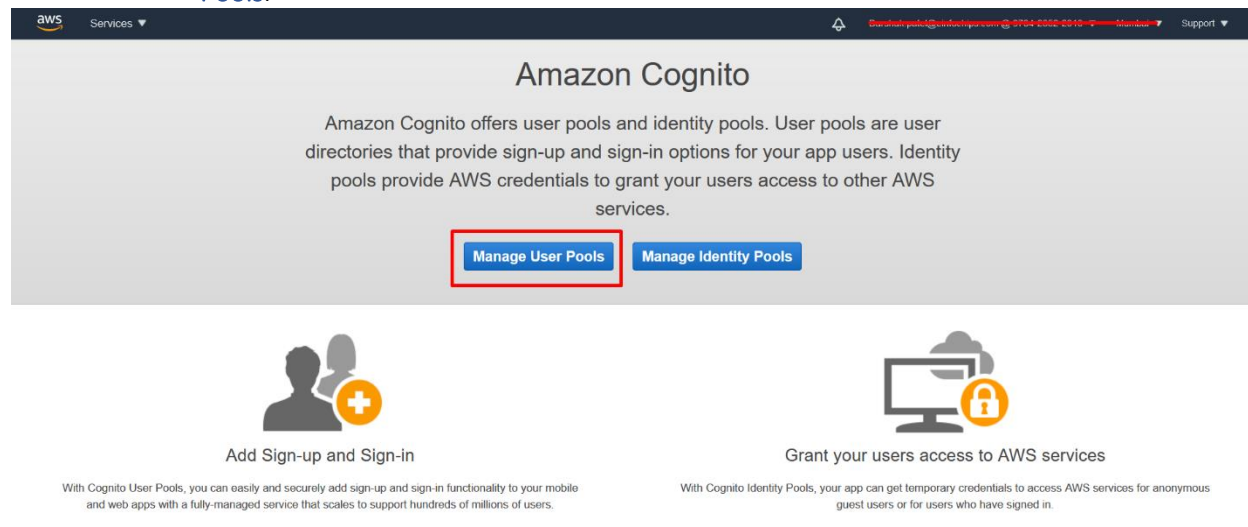 Pools.
aws Services ▼ Support ▼
Amazon Cognito
Amazon Cognito offers user pools and identity pools. User pools are user
directories that provide sign-up and sign-in options for your app users. Identity
pools provide AWS credentials to grant your users access to other AWS
services.
Manage User Pools Manage Identity Pools
Add Sign-up and Sign-in
With Cognito User Pools, you can easily and securely add sign-up and sign-in functionality to your mobile
and web apps with a fully-managed service that scales to support hundreds of millions of users.
Grant your users access to AWS services
With Cognito Identity Pools, your app can get temporary credentials to access AWS services for anonymous
guest users or for users who have signed in.